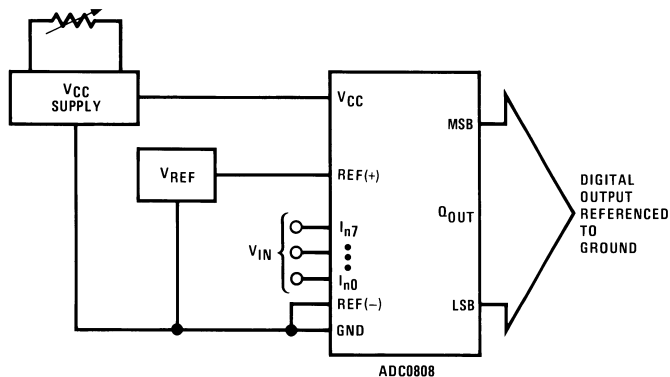 VCC
SUPPLY
VCC
MSB
VREF
REF(+)
DIGITAL
OUTPUT
REFERENCED
TO
GROUND
QOUT
VIN
In7
In0
REF(−)
LSB
GND
ADC0808